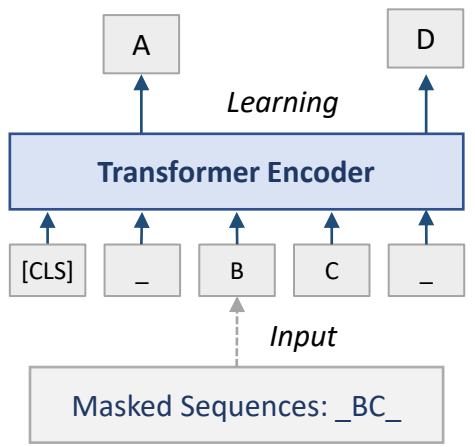 A
D
Learning
Transformer Encoder
[CLS] _ B C _
Input
Masked Sequences: _BC_